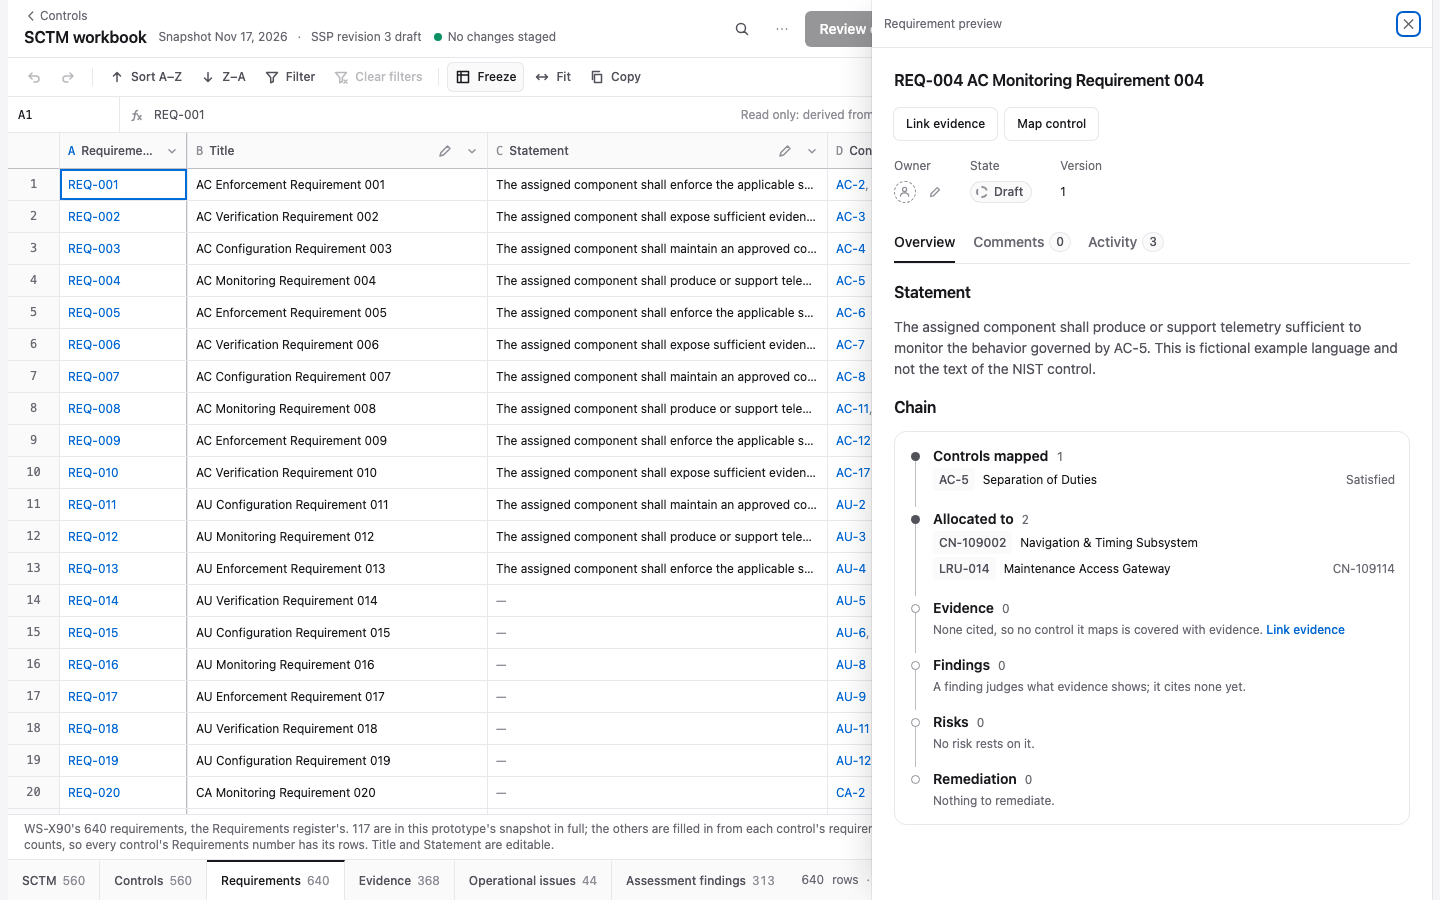 Controls
SCTM workbook Snapshot Nov 17, 2026 · SSP revision 3 draft No changes staged
Review
Sort A–Z Z–A Filter Clear filters Freeze Fit Copy
A1 fx REQ-001 Read only: derived from
A Requireme... B Title C Statement D Con
1 REQ-001 AC Enforcement Requirement 001 The assigned component shall enforce the applicable s... AC-2,
2 REQ-002 AC Verification Requirement 002 The assigned component shall expose sufficient eviden... AC-3
3 REQ-003 AC Configuration Requirement 003 The assigned component shall maintain an approved co... AC-4
4 REQ-004 AC Monitoring Requirement 004 The assigned component shall produce or support tele... AC-5
5 REQ-005 AC Enforcement Requirement 005 The assigned component shall enforce the applicable s... AC-6
6 REQ-006 AC Verification Requirement 006 The assigned component shall expose sufficient eviden... AC-7
7 REQ-007 AC Configuration Requirement 007 The assigned component shall maintain an approved co... AC-8
8 REQ-008 AC Monitoring Requirement 008 The assigned component shall produce or support tele... AC-11,
9 REQ-009 AC Enforcement Requirement 009 The assigned component shall enforce the applicable s... AC-12
10 REQ-010 AC Verification Requirement 010 The assigned component shall expose sufficient eviden... AC-17
11 REQ-011 AU Configuration Requirement 011 The assigned component shall maintain an approved co... AU-2
12 REQ-012 AU Monitoring Requirement 012 The assigned component shall produce or support tele... AU-3
13 REQ-013 AU Enforcement Requirement 013 The assigned component shall enforce the applicable s... AU-4
14 REQ-014 AU Verification Requirement 014 — AU-5
15 REQ-015 AU Configuration Requirement 015 — AU-6,
16 REQ-016 AU Monitoring Requirement 016 — AU-8
17 REQ-017 AU Enforcement Requirement 017 — AU-9
18 REQ-018 AU Verification Requirement 018 — AU-11
19 REQ-019 AU Configuration Requirement 019 — AU-12
20 REQ-020 CA Monitoring Requirement 020 — CA-2
WS-X90's 640 requirements, the Requirements register's. 117 are in this prototype's snapshot in full; the others are filled in from each control's requirem
counts, so every control's Requirements number has its rows. Title and Statement are editable.
SCTM 560 Controls 560 Requirements 640 Evidence 368 Operational issues 44 Assessment findings 313 640 rows ·
Requirement preview
REQ-004 AC Monitoring Requirement 004
Link evidence Map control
Owner State Version
Draft 1
Overview Comments 0 Activity 3
Statement
The assigned component shall produce or support telemetry sufficient to
monitor the behavior governed by AC-5. This is fictional example language and
not the text of the NIST control.
Chain
Controls mapped 1
AC-5 Separation of Duties Satisfied
Allocated to 2
CN-109002 Navigation & Timing Subsystem
LRU-014 Maintenance Access Gateway CN-109114
Evidence 0
None cited, so no control it maps is covered with evidence. Link evidence
Findings 0
A finding judges what evidence shows; it cites none yet.
Risks 0
No risk rests on it.
Remediation 0
Nothing to remediate.